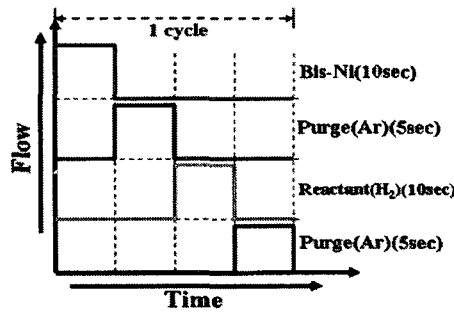 1 cycle
Bis-Ni(10sec)
Purge(Ar)(5sec)
Reactant(H₂)(10sec)
Purge(Ar)(5sec)
Flow
Time